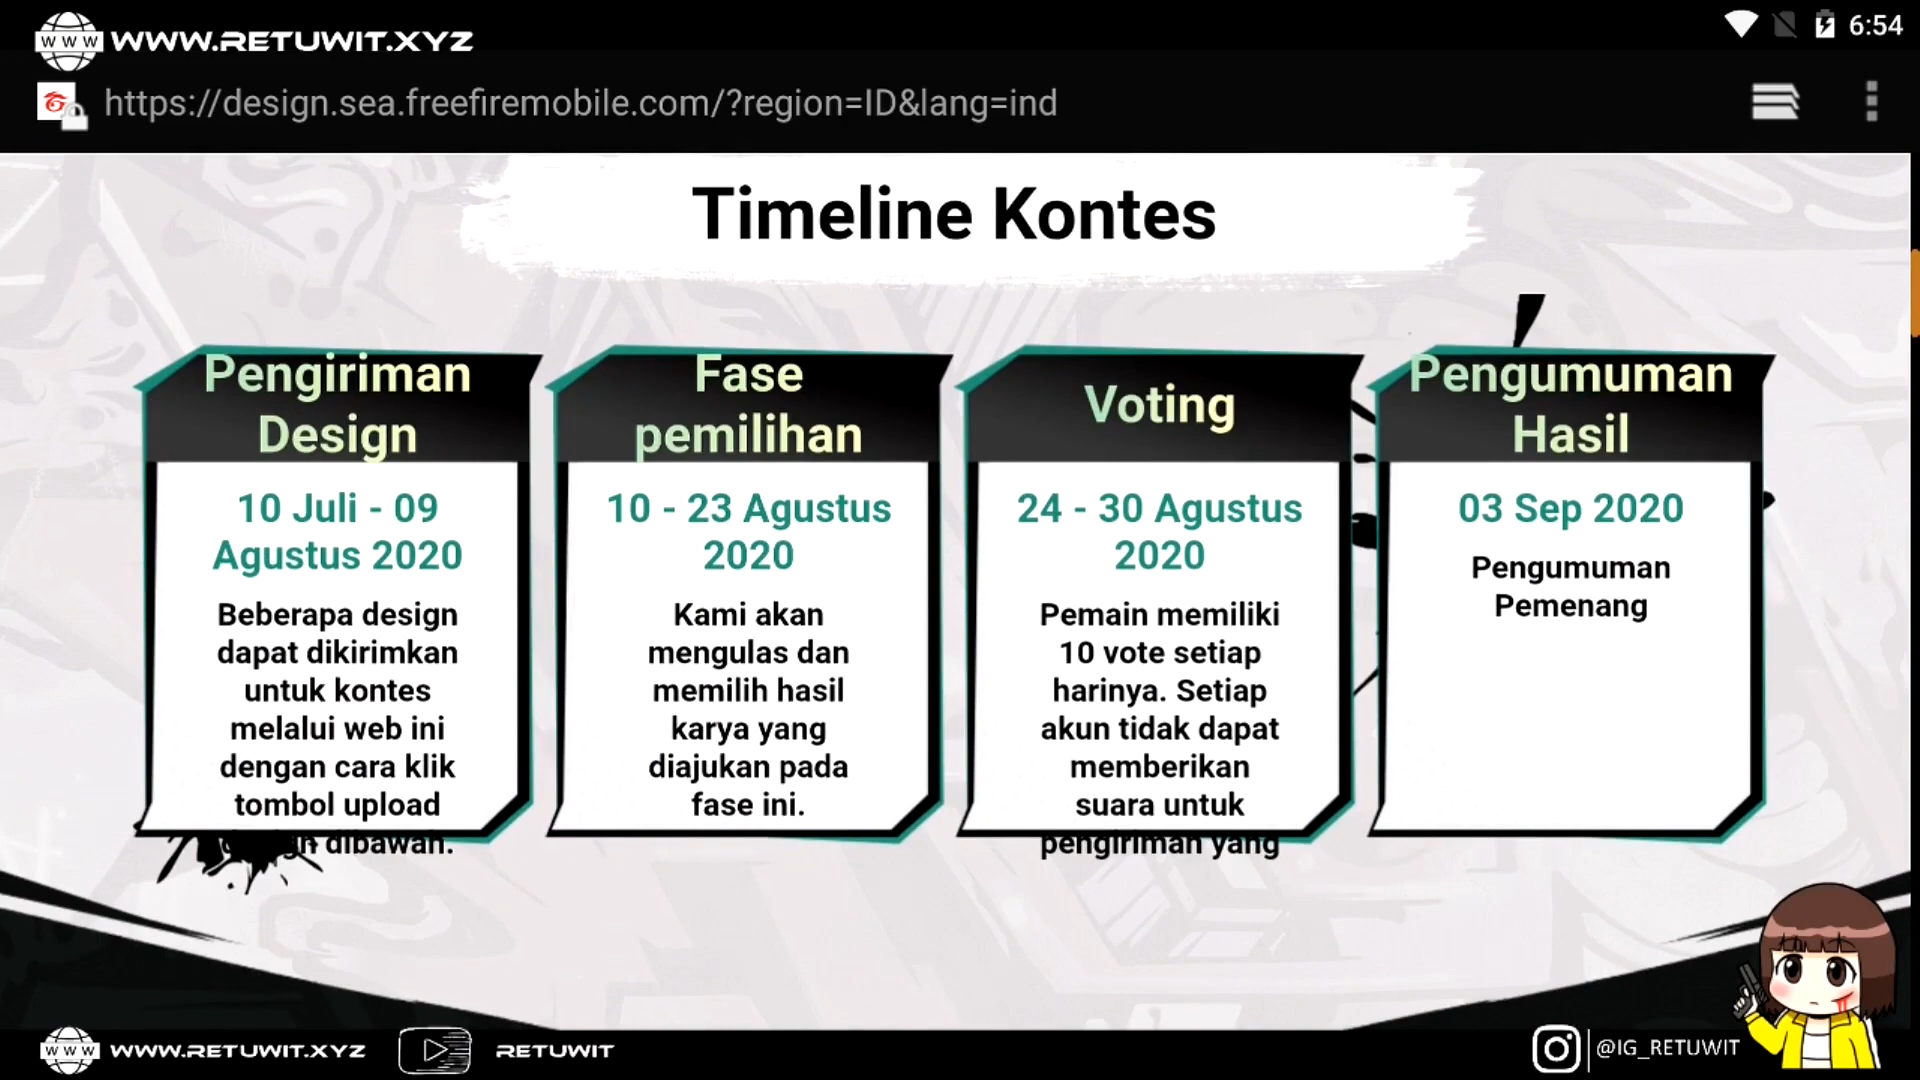 WWW.RETUWIT.XYZ
6:54
https://design.sea.freefiremobile.com/?region=ID&lang=ind
Timeline Kontes
Pengiriman
Design
10 Juli - 09
Agustus 2020
Beberapa design
dapat dikirimkan
untuk kontes
melalui web ini
dengan cara klik
tombol upload
dibawah.
Fase
pemilihan
10 - 23 Agustus
2020
Kami akan
mengulas dan
memilih hasil
karya yang
diajukan pada
fase ini.
Voting
24 - 30 Agustus
2020
Pemain memiliki
10 vote setiap
harinya. Setiap
akun tidak dapat
memberikan
suara untuk
pengiriman yang
Pengumuman
Hasil
03 Sep 2020
Pengumuman
Pemenang
WWW WWW.RETUWIT.XYZ
RETUWIT
@IG_RETUWIT